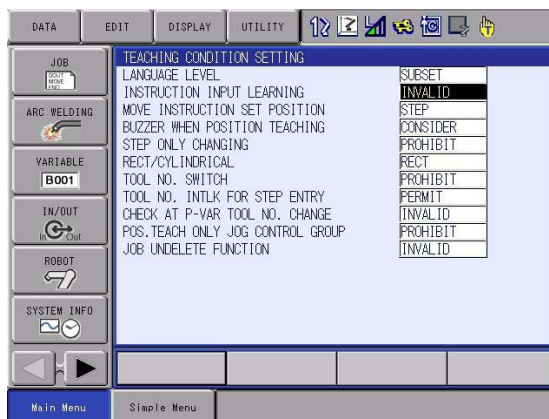 DATA EDIT DISPLAY UTILITY
JOB
DOUT
MOVE
END
ARC WELDING
VARIABLE
B001
IN/OUT
In Out
ROBOT
SYSTEM INFO
TEACHING CONDITION SETTING
LANGUAGE LEVEL SUBSET
INSTRUCTION INPUT LEARNING INVALID
MOVE INSTRUCTION SET POSITION STEP
BUZZER WHEN POSITION TEACHING CONSIDER
STEP ONLY CHANGING PROHIBIT
RECT/CYLINDRICAL RECT
TOOL NO. SWITCH PROHIBIT
TOOL NO. INTLK FOR STEP ENTRY PERMIT
CHECK AT P-VAR TOOL NO. CHANGE INVALID
POS.TEACH ONLY JOG CONTROL GROUP PROHIBIT
JOB UNDELETE FUNCTION INVALID
Main Menu Simple Menu